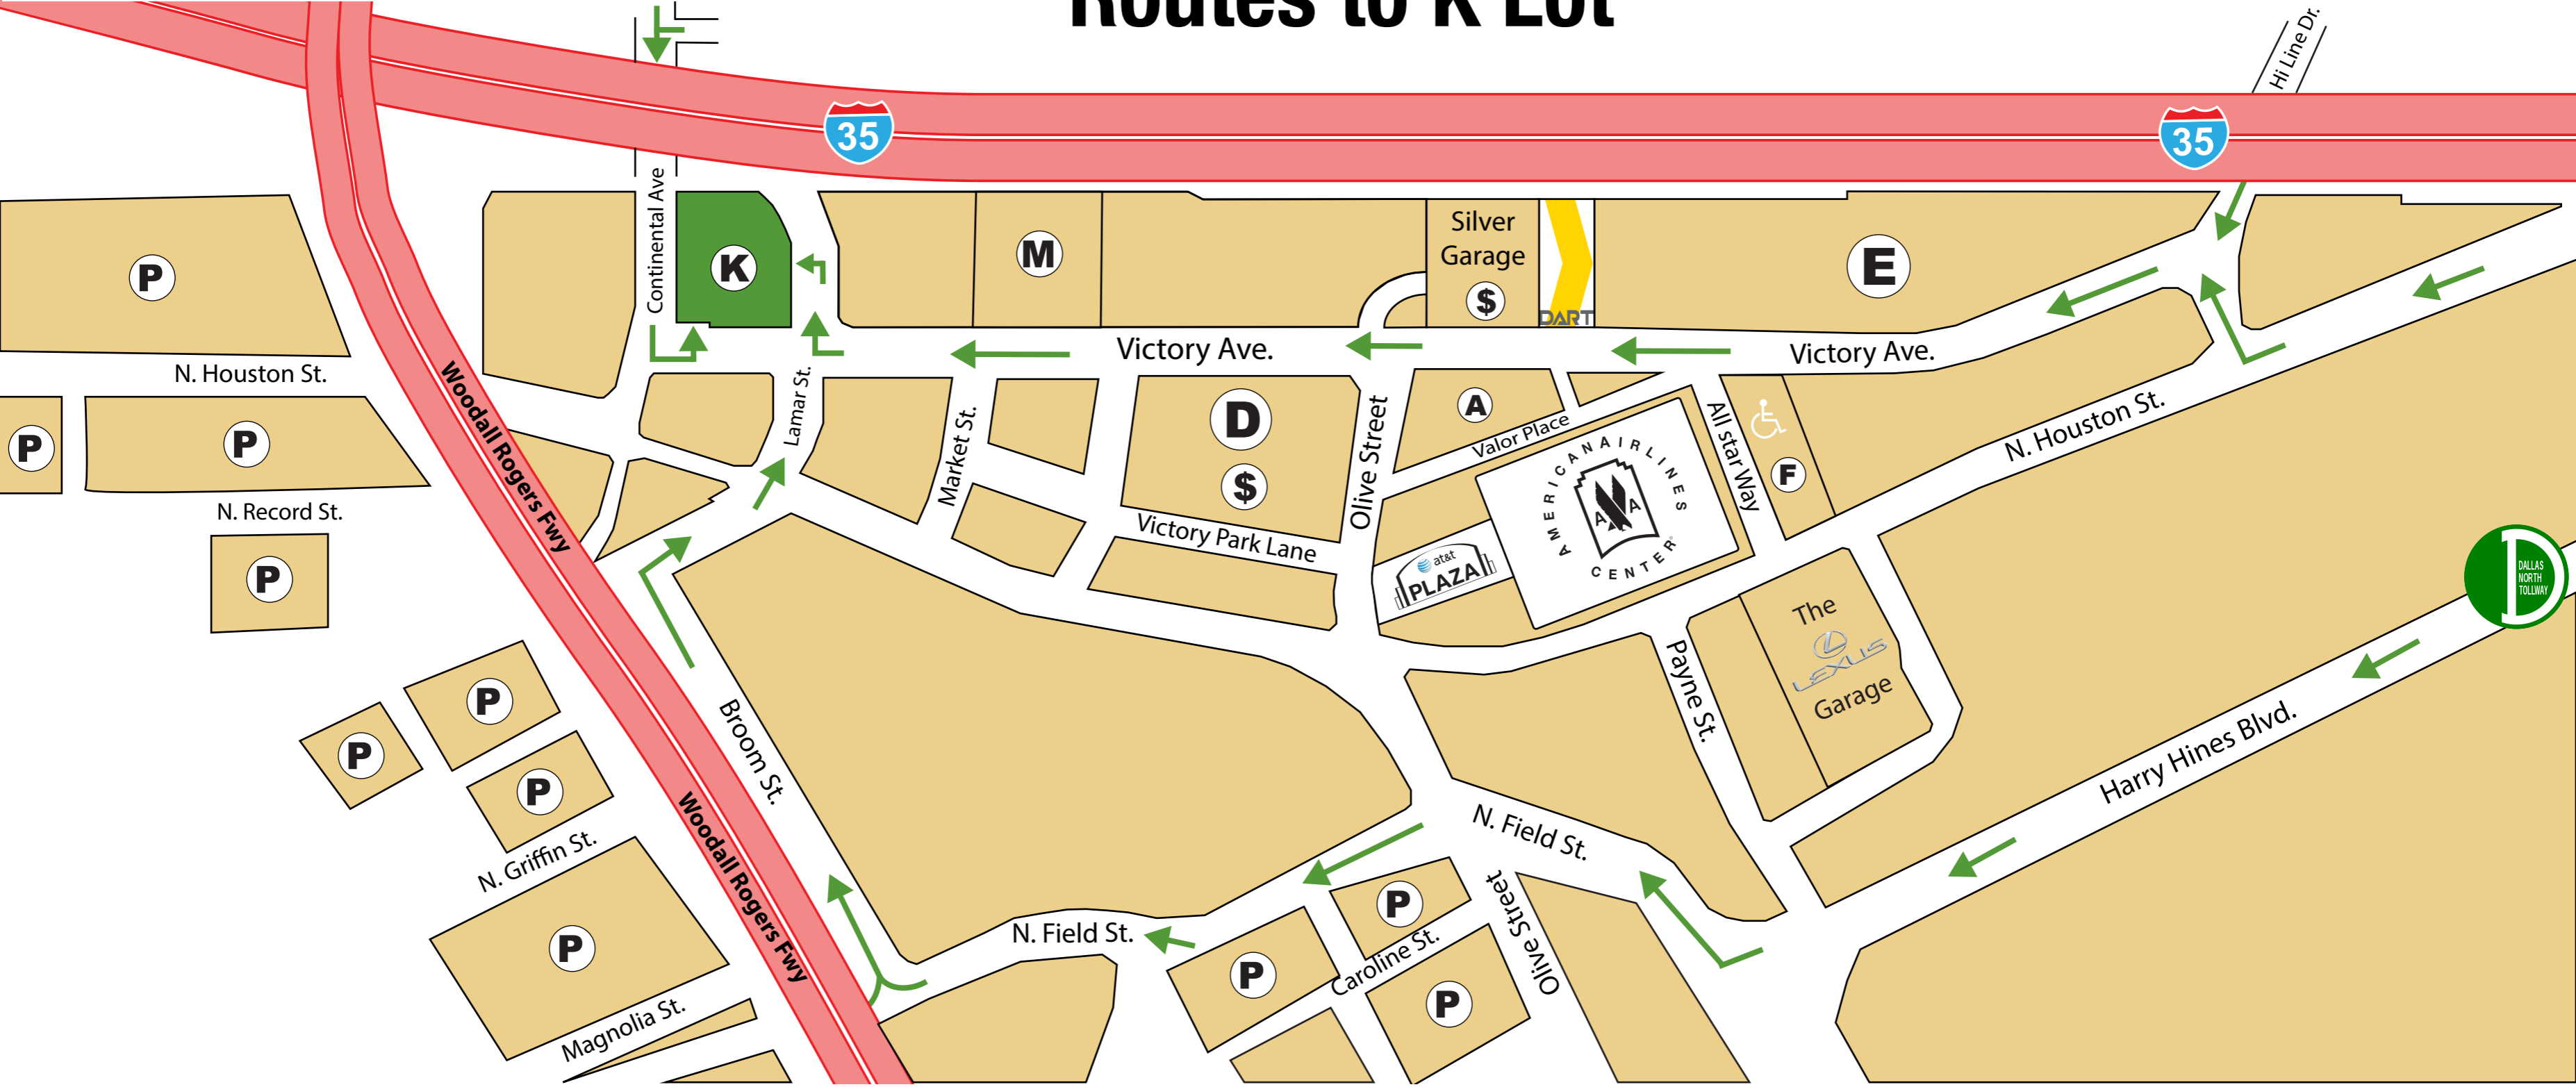 Routes to K Lot
Hi Line Dr.
35
35
Continental Ave
K
M
Silver
Garage
$
DART
E
P
N. Houston St.
Victory Ave.
Victory Ave.
Woodall Rogers Fwy
Lamar St.
Market St.
D
$
Olive Street
A
Valor Place
All star Way
F
N. Houston St.
P
P
N. Record St.
P
Victory Park Lane
AMERICANAIRLINES
AA
CENTER
at&t
PLAZA
DALLAS
NORTH
TOLLWAY
The
LEXUS
Garage
Payne St.
Broom St.
P
P
P
N. Griffin St.
Woodall Rogers Fwy
Harry Hines Blvd.
N. Field St.
P
Olive Street
N. Field St.
Caroline St.
P
P
P
Magnolia St.